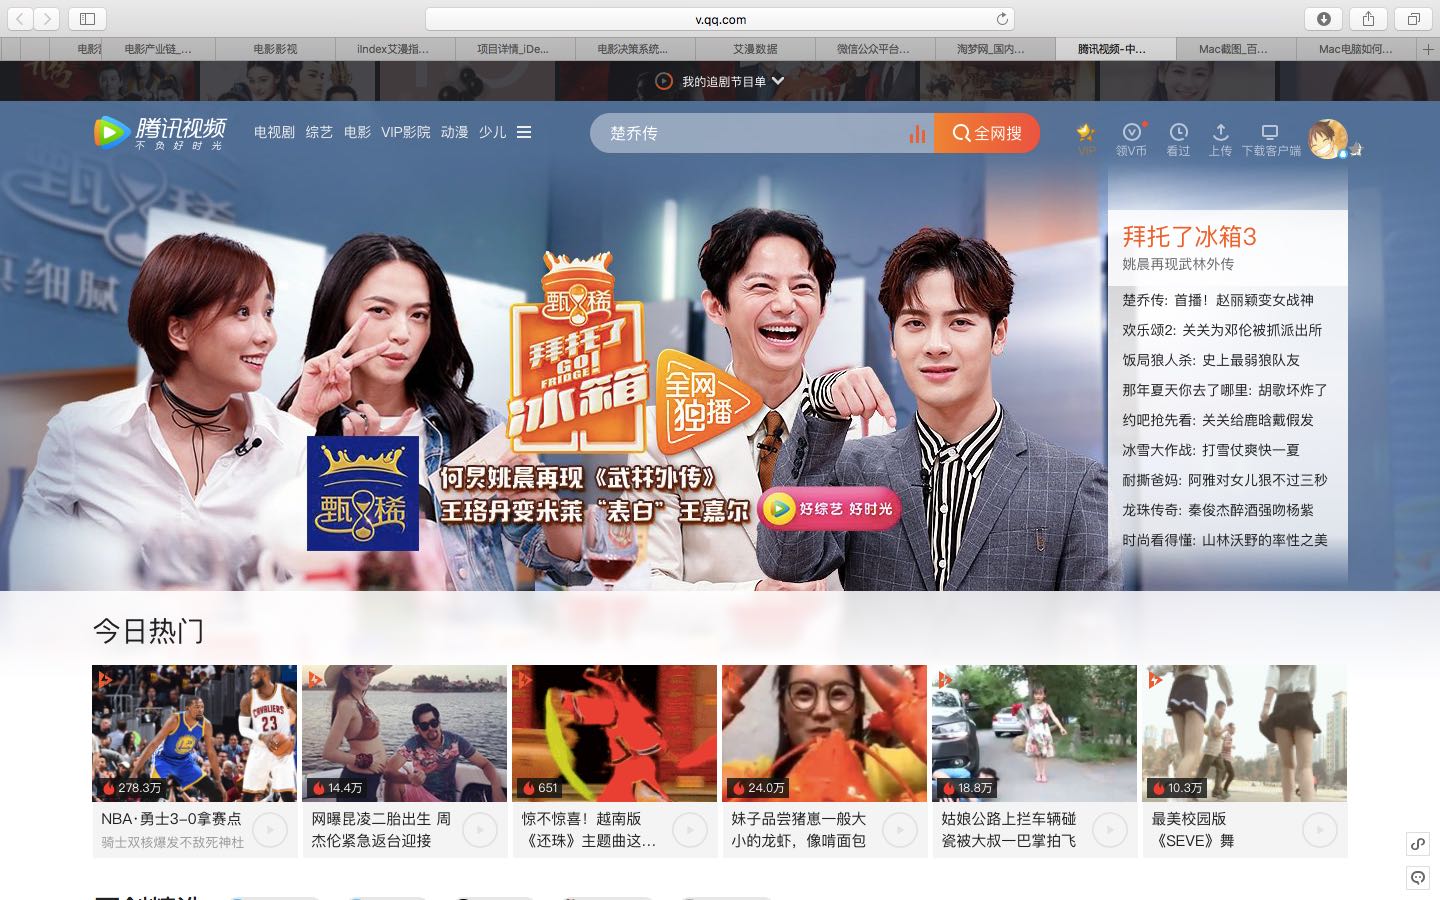 v.qq.com
电影
电影产业链_...
电影影视
iIndex艾漫指...
项目详情_iDe...
电影决策系统...
艾漫数据
微信公众平台...
淘梦网_国内...
腾讯视频-中...
Mac截图_百...
Mac电脑如何...
我的追剧节目单
腾讯视频
不负好时光
电视剧 综艺 电影 VIP影院 动漫 少儿
楚乔传
全网搜
VIP
领V币
看过
上传
下载客户端
甄稀
真细腻
拜托了冰箱3
姚晨再现武林外传
楚乔传: 首播！赵丽颖变女战神
欢乐颂2: 关关为邓伦被抓派出所
饭局狼人杀: 史上最弱狼队友
那年夏天你去了哪里: 胡歌坏炸了
约吧抢先看: 关关给鹿晗戴假发
冰雪大作战: 打雪仗爽快一夏
耐撕爸妈: 阿雅对女儿狠不过三秒
龙珠传奇: 秦俊杰醉酒强吻杨紫
时尚看得懂: 山林沃野的率性之美
甄稀
拜托了
GO!
FRIDGE!
冰箱
全网
独播
甄稀
何炅姚晨再现《武林外传》
王珞丹变米莱“表白”王嘉尔
好综艺 好时光
今日热门
CAVALIERS
23
278.3万
NBA·勇士3-0拿赛点
骑士双核爆发不敌死神杜
14.4万
网曝昆凌二胎出生 周
杰伦紧急返台迎接
651
惊不惊喜！越南版
《还珠》主题曲这...
24.0万
妹子品尝猪崽一般大
小的龙虾，像啃面包
18.8万
姑娘公路上拦车辆碰
瓷被大叔一巴掌拍飞
10.3万
最美校园版
《SEVE》舞